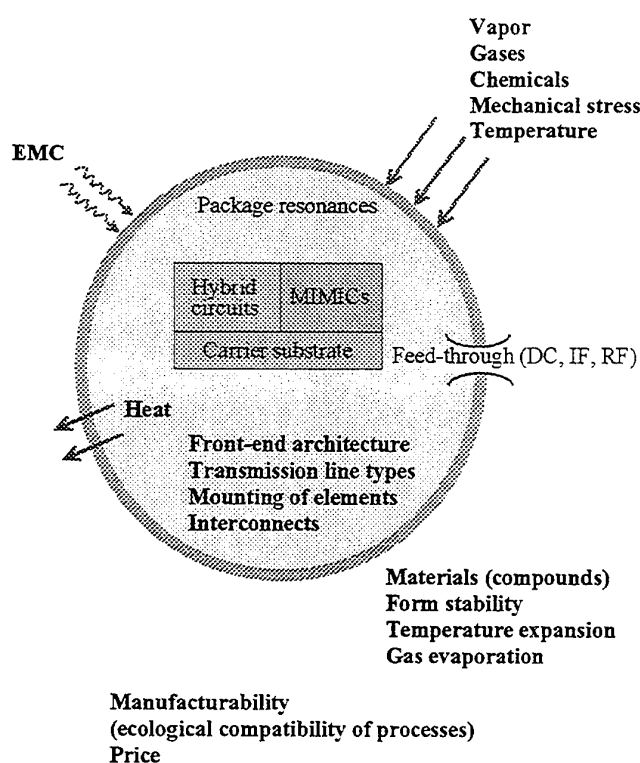 Vapor
Gases
Chemicals
Mechanical stress
Temperature
EMC
Package resonances
Hybrid
circuits
MIMICs
Carrier substrate
Feed-through (DC, IF, RF)
Heat
Front-end architecture
Transmission line types
Mounting of elements
Interconnects
Materials (compounds)
Form stability
Temperature expansion
Gas evaporation
Manufacturability
(ecological compatibility of processes)
Price